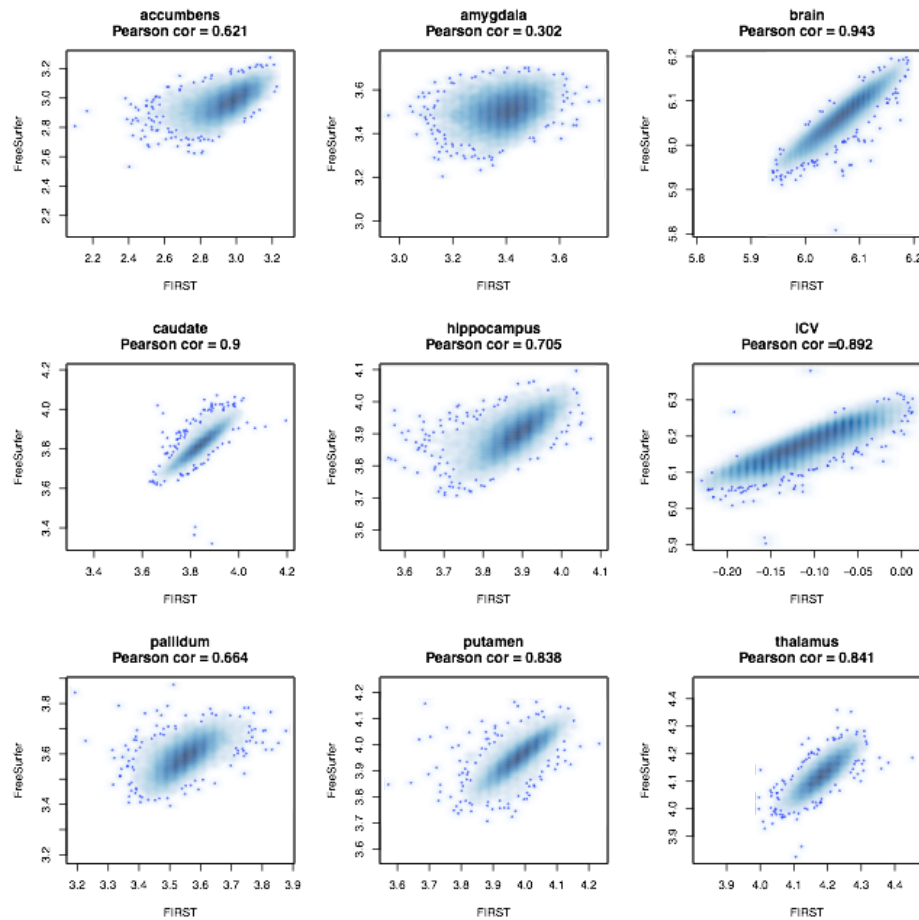 accumbens
Pearson cor = 0.621
FreeSurfer
2.2 2.4 2.6 2.8 3.0 3.2
2.2 2.4 2.6 2.8 3.0 3.2
FIRST
amygdala
Pearson cor = 0.302
FreeSurfer
3.0 3.2 3.4 3.6
3.0 3.2 3.4 3.6
FIRST
brain
Pearson cor = 0.943
FreeSurfer
5.8 5.9 6.0 6.1 6.2
5.8 5.9 6.0 6.1 6.2
FIRST
caudate
Pearson cor = 0.9
FreeSurfer
3.4 3.6 3.8 4.0 4.2
3.4 3.6 3.8 4.0 4.2
FIRST
hippocampus
Pearson cor = 0.705
FreeSurfer
3.6 3.7 3.8 3.9 4.0 4.1
3.6 3.7 3.8 3.9 4.0 4.1
FIRST
ICV
Pearson cor =0.892
FreeSurfer
5.9 6.0 6.1 6.2 6.3
−0.20 −0.15 −0.10 −0.05 0.00
FIRST
pallidum
Pearson cor = 0.664
FreeSurfer
3.2 3.4 3.6 3.8
3.2 3.3 3.4 3.5 3.6 3.7 3.8 3.9
FIRST
putamen
Pearson cor = 0.838
FreeSurfer
3.6 3.7 3.8 3.9 4.0 4.1 4.2
3.6 3.7 3.8 3.9 4.0 4.1 4.2
FIRST
thalamus
Pearson cor = 0.841
FreeSurfer
3.9 4.0 4.1 4.2 4.3 4.4
3.9 4.0 4.1 4.2 4.3 4.4
FIRST